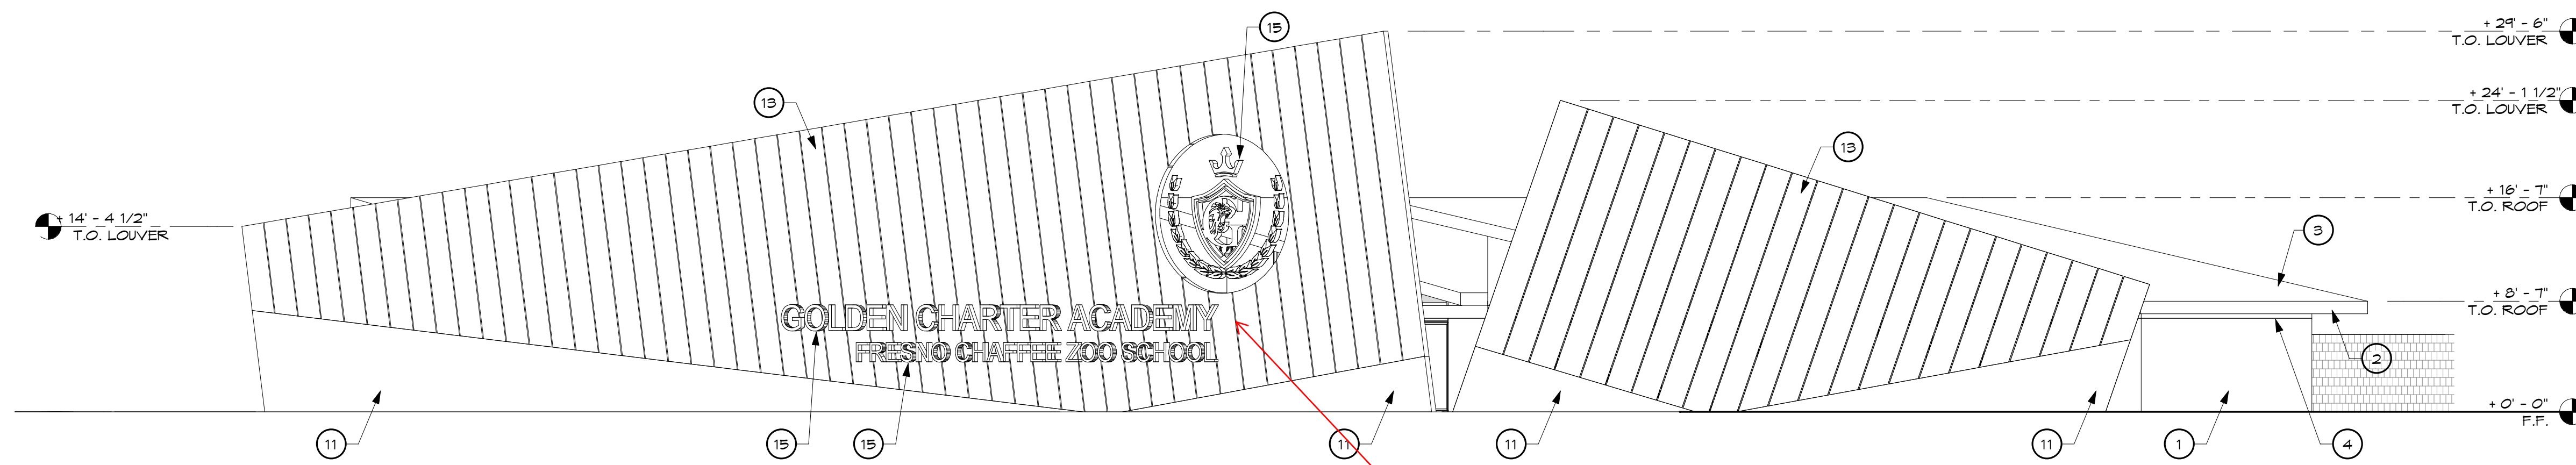 15
+ 29' - 6"
T.O. LOUVER
13
+ 24' - 1 1/2"
T.O. LOUVER
13
+ 16' - 7"
T.O. ROOF
+ 14' - 4 1/2"
T.O. LOUVER
3
+ 8' - 7"
T.O. ROOF
GOLDEN CHARTER ACADEMY
FRESNO CHAFFEE ZOO SCHOOL
2
+ 0' - 0"
F.F.
11
15
15
11
11
11
1
4